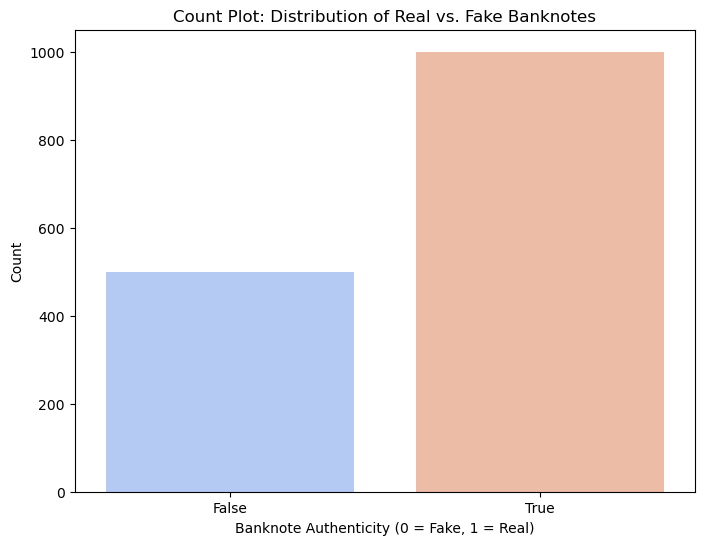 Count Plot: Distribution of Real vs. Fake Banknotes
1000
800
600
400
200
0
Count
False
True
Banknote Authenticity (0 = Fake, 1 = Real)